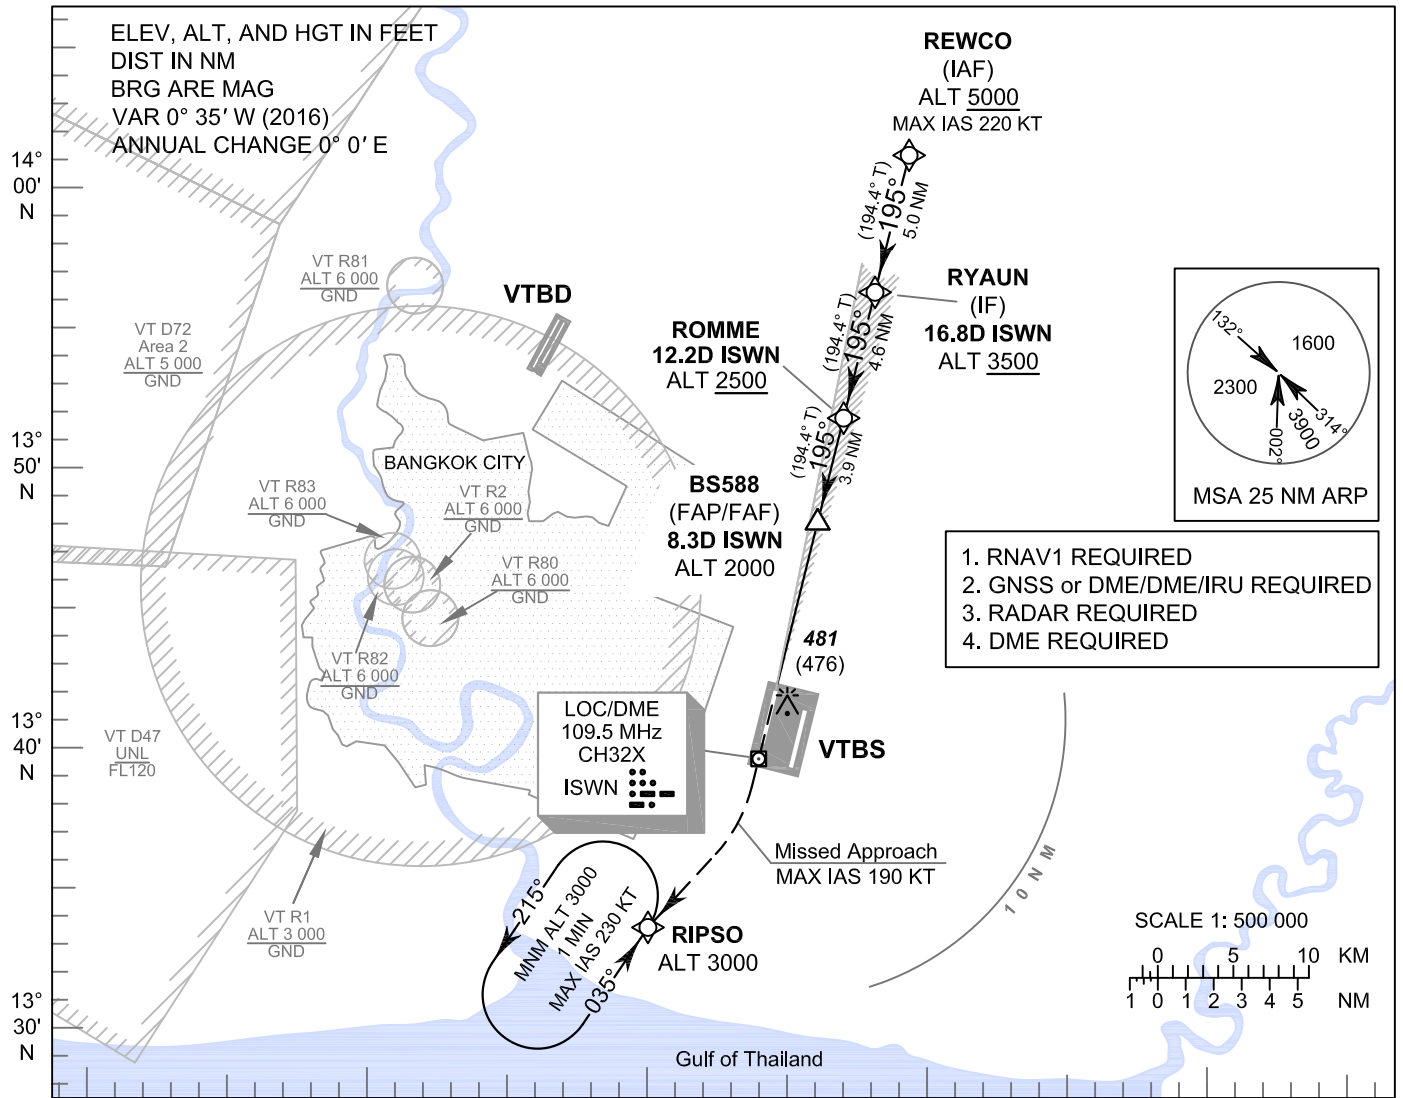 ELEV, ALT, AND HGT IN FEET
DIST IN NM
BRG ARE MAG
VAR 0° 35′ W (2016)
ANNUAL CHANGE 0° 0′ E
REWCO
(IAF)
ALT 5000
MAX IAS 220 KT
14°
00'
N
(194.4° T)
195°
5.0 NM
VT R81
ALT 6 000
GND
VTBD
RYAUN
(IF)
16.8D ISWN
ALT 3500
VT D72
Area 2
ALT 5 000
GND
ROMME
12.2D ISWN
ALT 2500
(194.4° T)
195°
4.6 NM
132°
1600
2300
3900
314°
002°
MSA 25 NM ARP
13°
50'
N
(194.4° T)
195°
3.9 NM
BANGKOK CITY
VT R83
ALT 6 000
GND
VT R2
ALT 6 000
GND
BS588
(FAP/FAF)
8.3D ISWN
ALT 2000
VT R80
ALT 6 000
GND
1. RNAV1 REQUIRED
2. GNSS or DME/DME/IRU REQUIRED
3. RADAR REQUIRED
4. DME REQUIRED
481
(476)
VT R82
ALT 6 000
GND
LOC/DME
109.5 MHz
CH32X
ISWN
VTBS
13°
40'
N
VT D47
UNL
FL120
Missed Approach
MAX IAS 190 KT
10 NM
215°
MNM ALT 3000
1 MIN
MAX IAS 230 KT
035°
VT R1
ALT 3 000
GND
RIPSO
ALT 3000
SCALE 1: 500 000
0 5 10 KM
1 0 1 2 3 4 5 NM
13°
30'
N
Gulf of Thailand